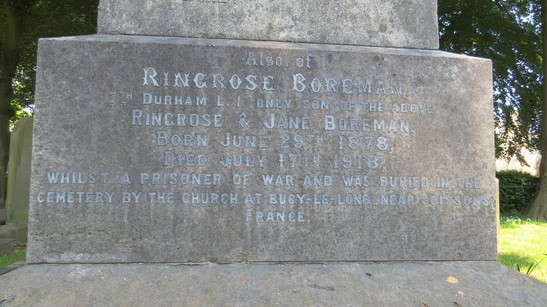 Also. of
RINGROSE BOREMAN.
7TH DURHAM L. I. ONLY SON OF THE ABOVE
RINGROSE & JANE BOREMAN.
BORN JUNE 29TH 1878.
DIED JULY 17TH 1918.
WHILST A PRISONER OF WAR AND WAS BURIED IN THE
CEMETERY BY THE CHURCH AT BUCY-LE-LONG, NEAR SOISSONS,
FRANCE.